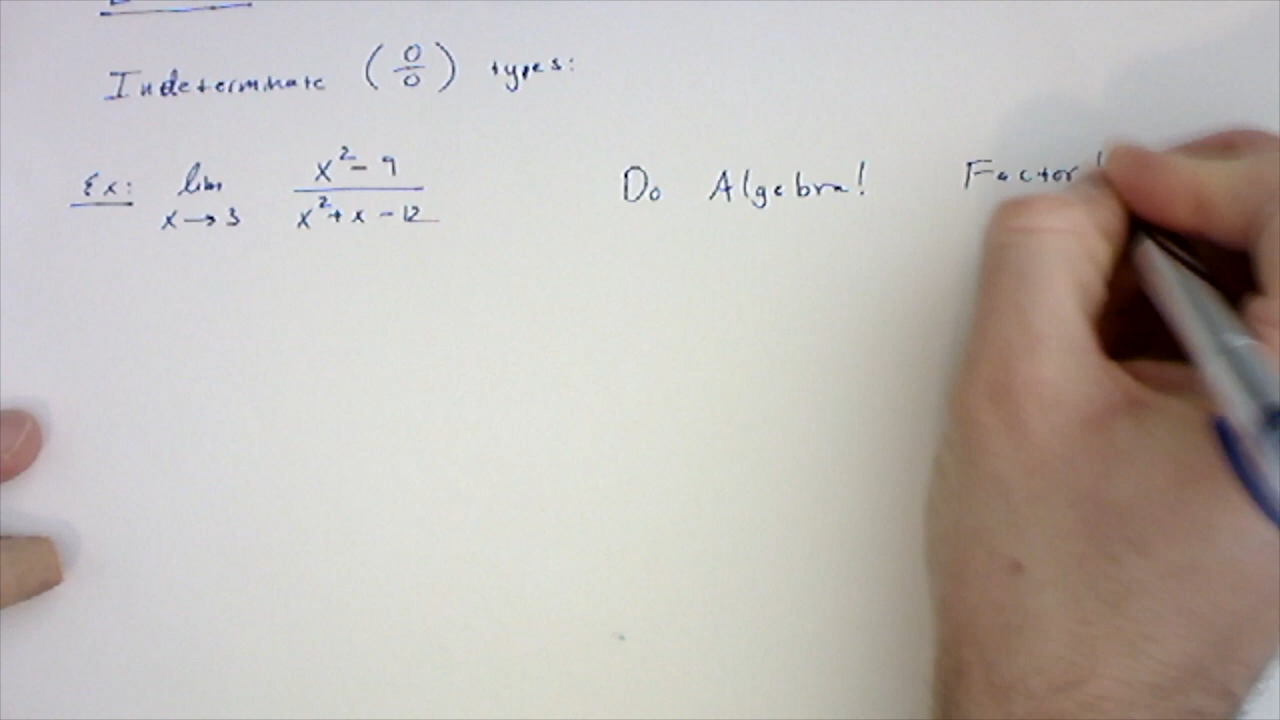 Indeterminate (0/0) types:
Ex: lim x→3 x²-9 / x²+x-12 Do Algebra! Factor!